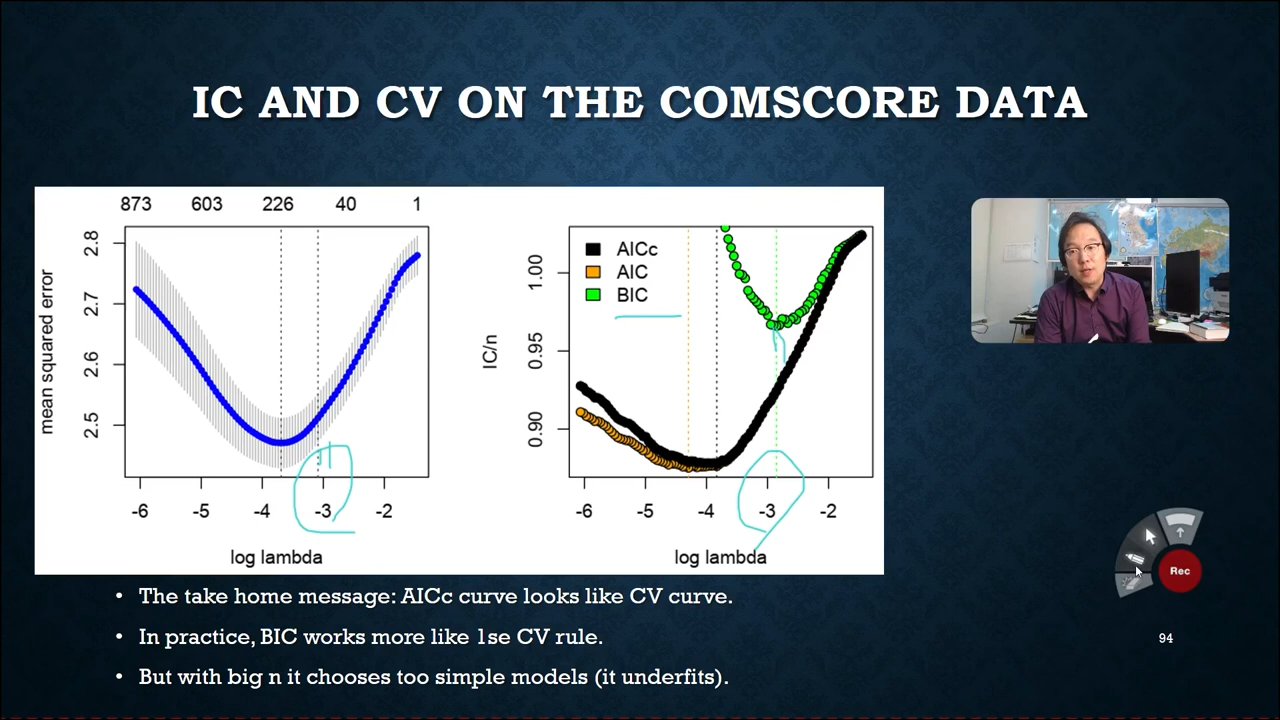 IC AND CV ON THE COMSCORE DATA
873 603 226 40 1
mean squared error
2.8
2.7
2.6
2.5
-6 -5 -4 -3 -2
log lambda
AICc
AIC
BIC
IC/n
1.00
0.95
0.90
-6 -5 -4 -3 -2
log lambda
• The take home message: AICc curve looks like CV curve.
• In practice, BIC works more like 1se CV rule.
• But with big n it chooses too simple models (it underfits).
Rec
94